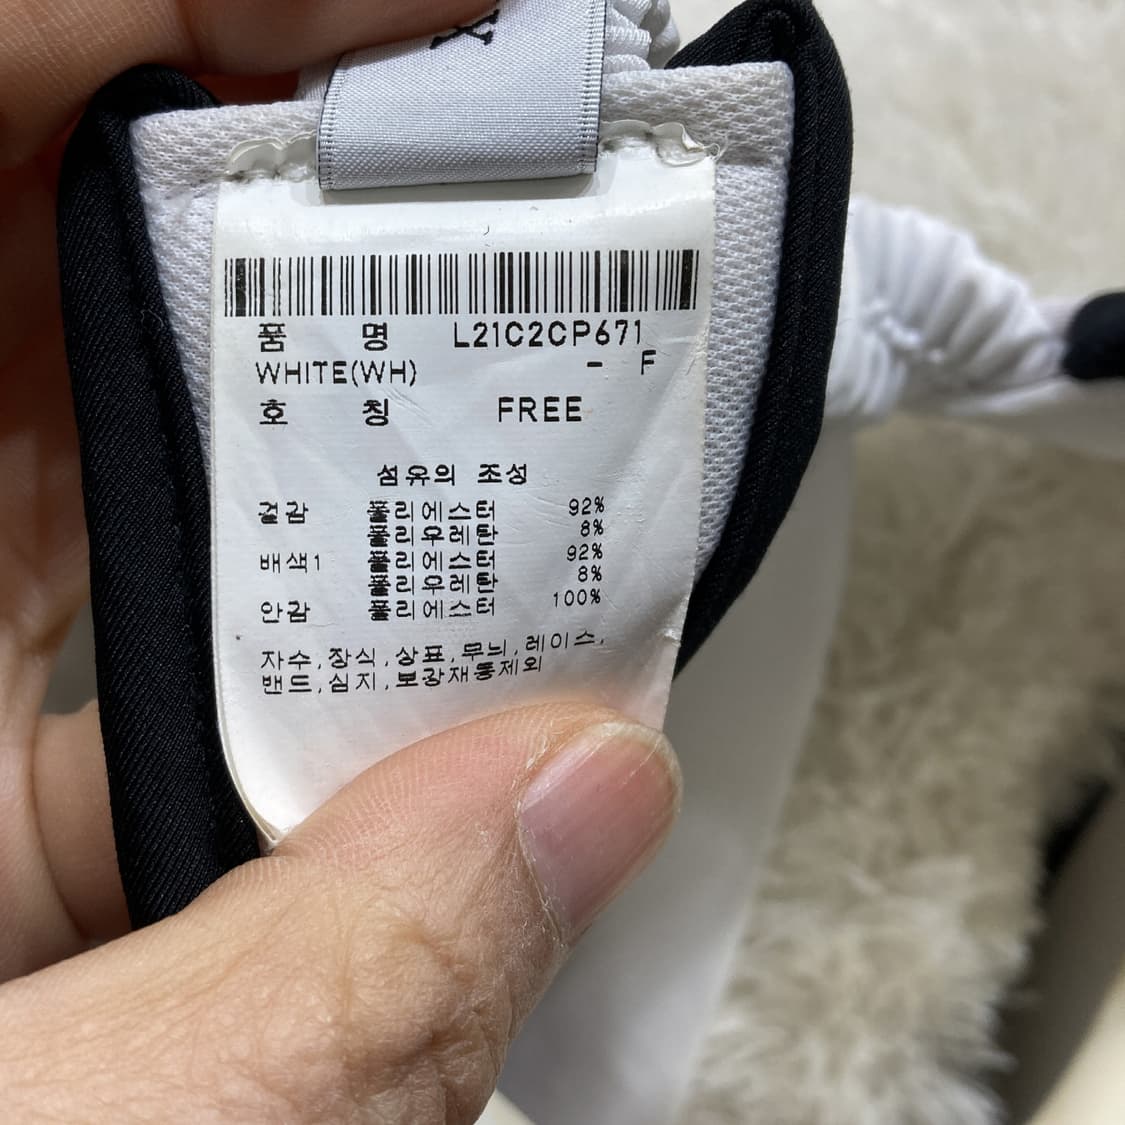 품 명 L21C2CP671
WHITE(WH) - F
호 칭 FREE
섬유의 조성
겉감 폴리에스터 92%
폴리우레탄 8%
배색1 폴리에스터 92%
폴리우레탄 8%
안감 폴리에스터 100%
자수,장식,상표,무늬,레이스,
밴드,심지,보강재등제외